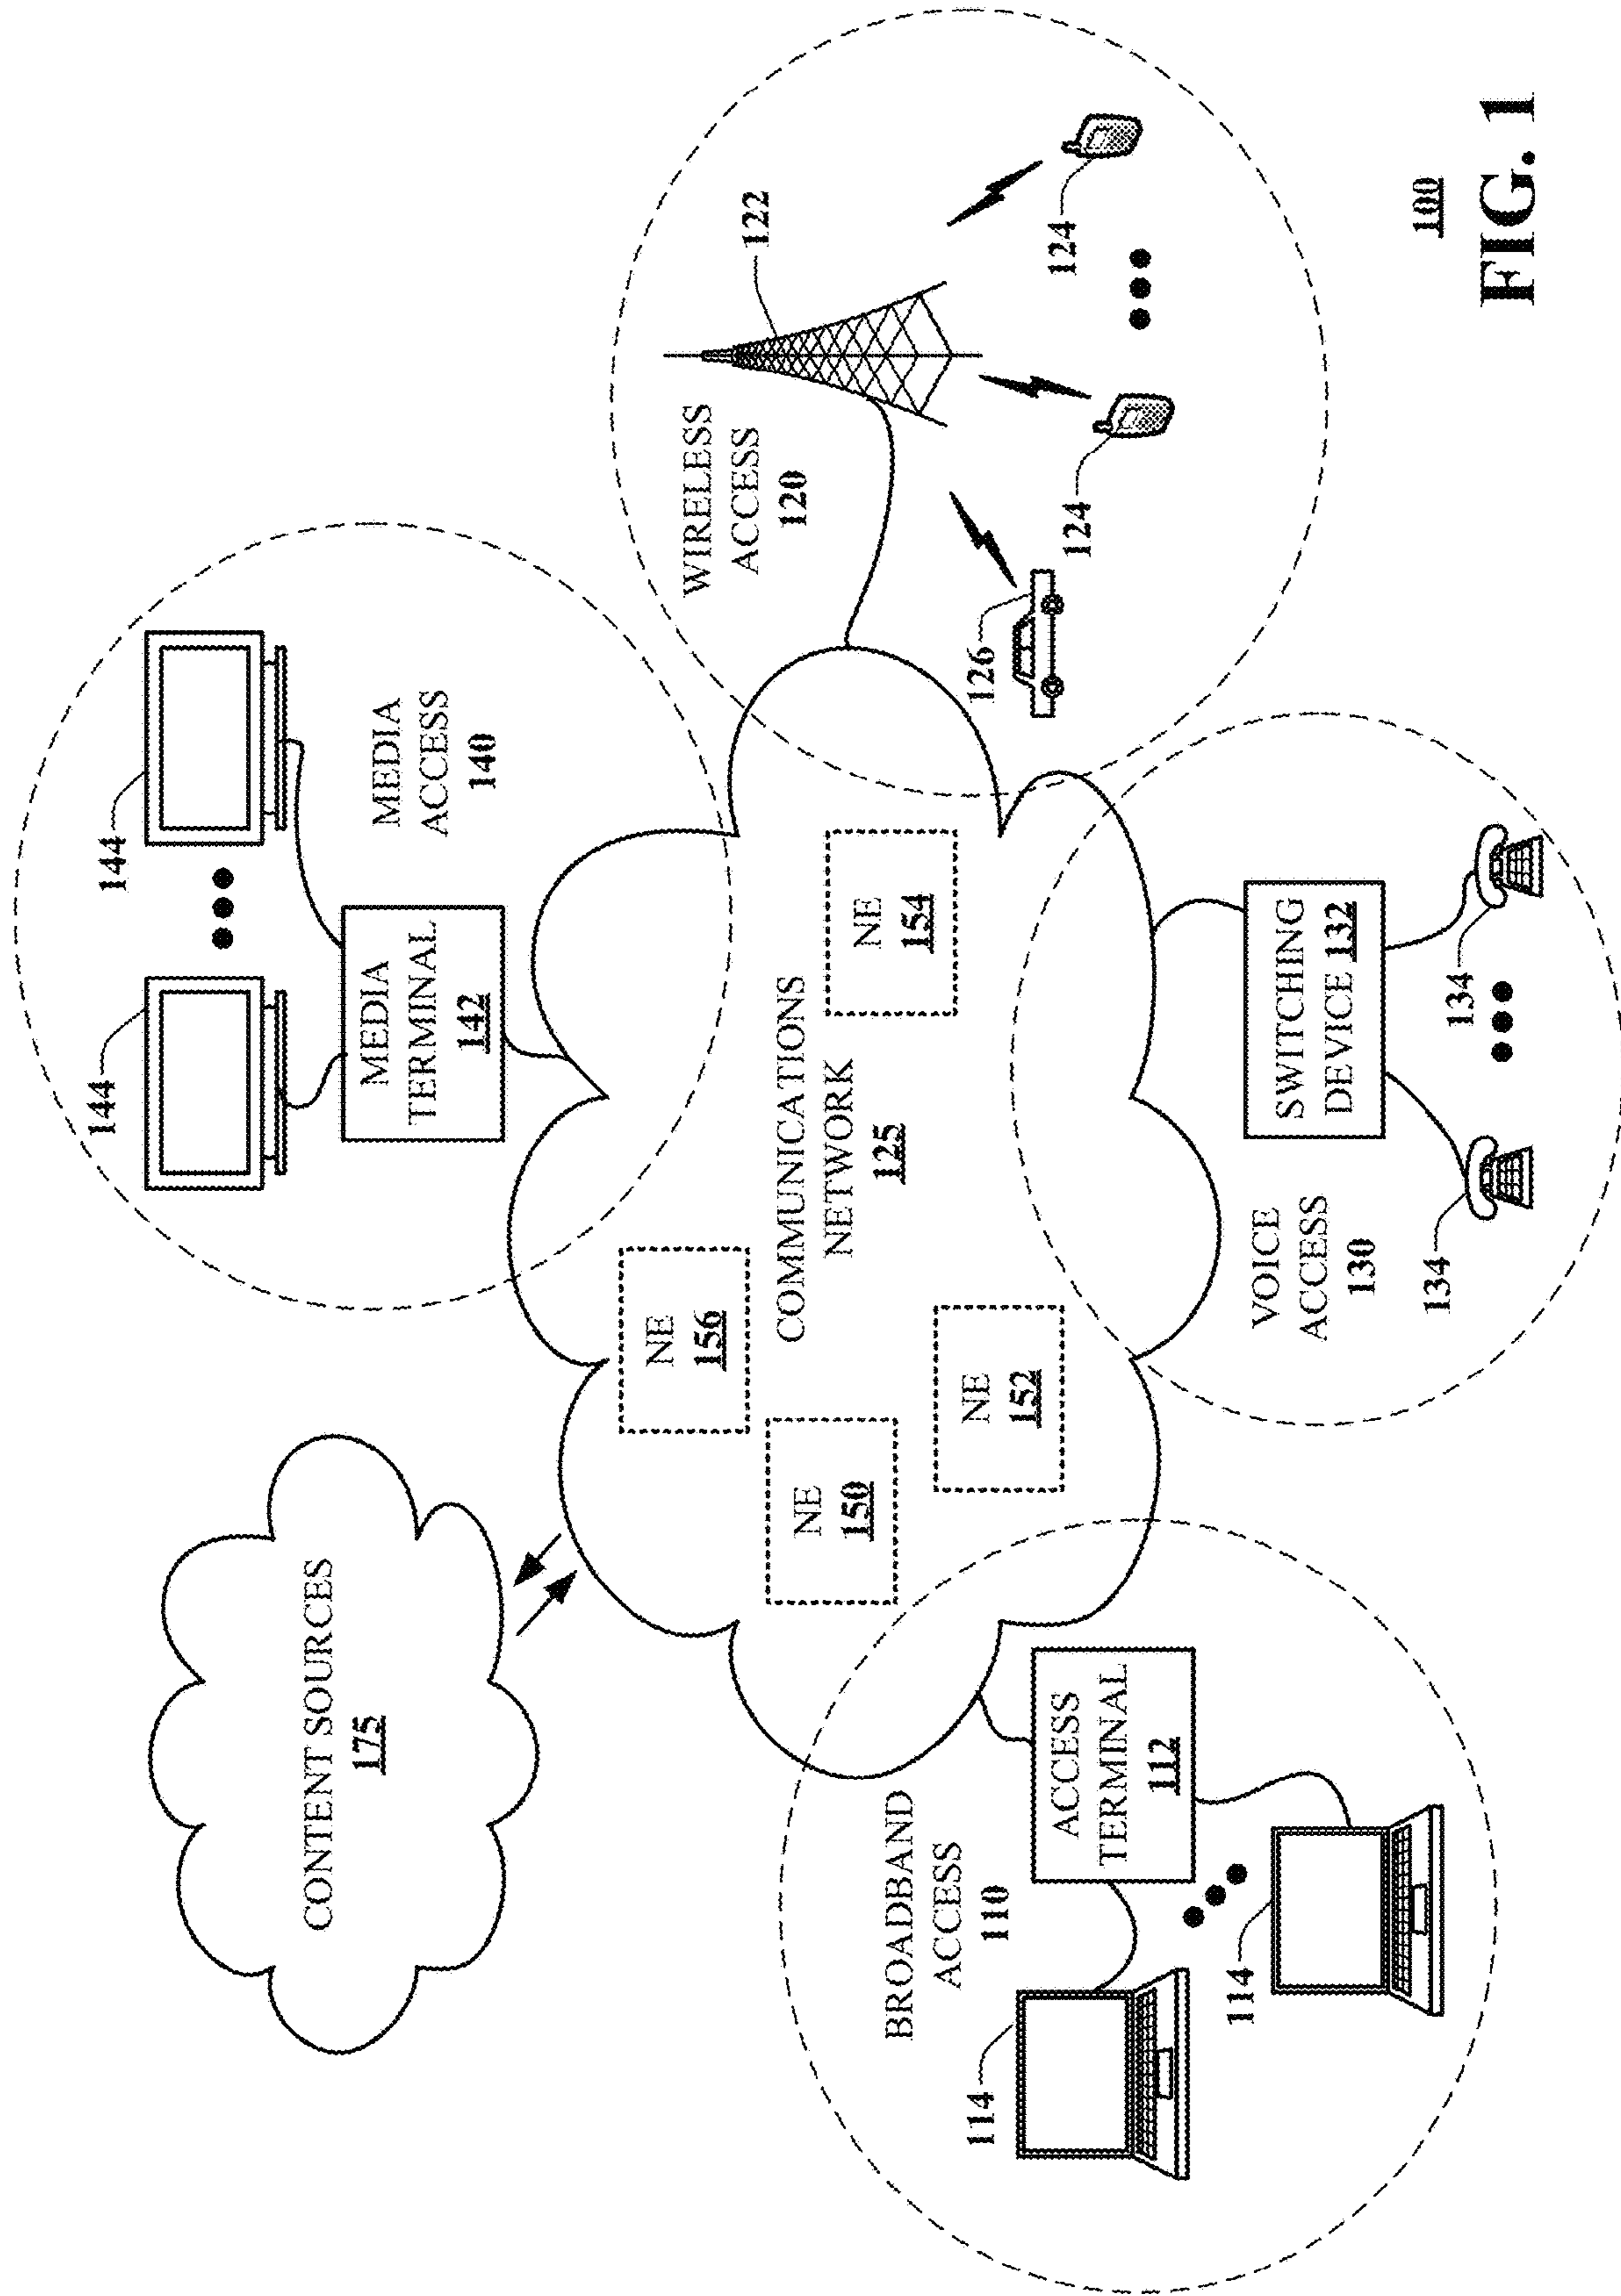 CONTENT SOURCES
175
144
144
MEDIA
TERMINAL
142
MEDIA
ACCESS
140
WIRELESS
ACCESS
120
122
124
124
126
NE
156
NE
150
NE
152
NE
154
COMMUNICATIONS
NETWORK
125
BROADBAND
ACCESS
110
ACCESS
TERMINAL
112
114
114
VOICE
ACCESS
130
SWITCHING
DEVICE 132
134
134
100
FIG. 1